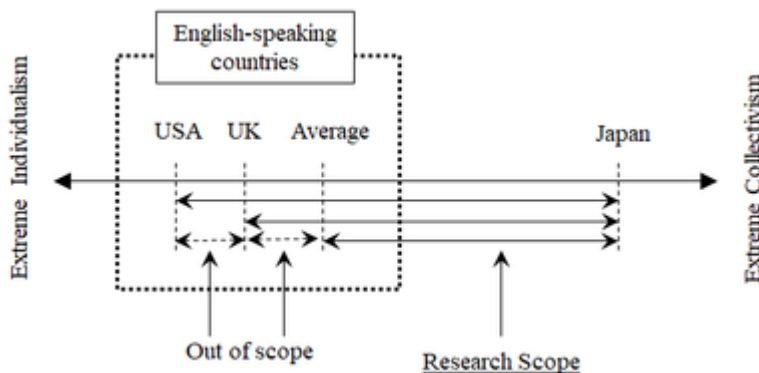 English-speaking
countries
USA UK Average Japan
Extreme Individualism
Extreme Collectivism
Out of scope
Research Scope